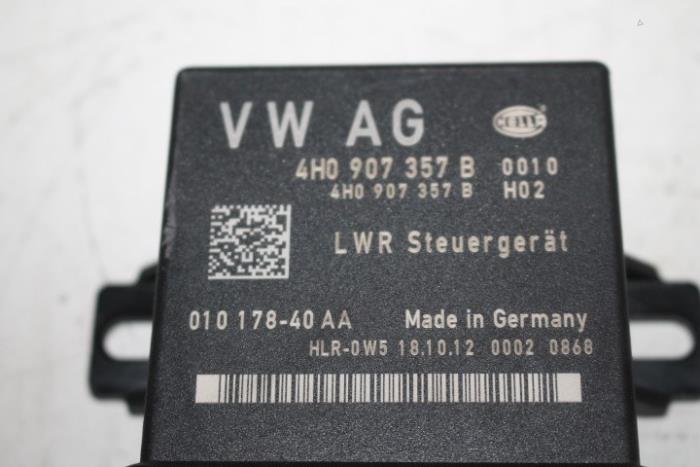 VW AG HELLA
4H0 907 357 B 0010
4H0 907 357 B H02
LWR Steuergerät
010 178-40 AA Made in Germany
HLR-0W5 18.10.12 0002 0868